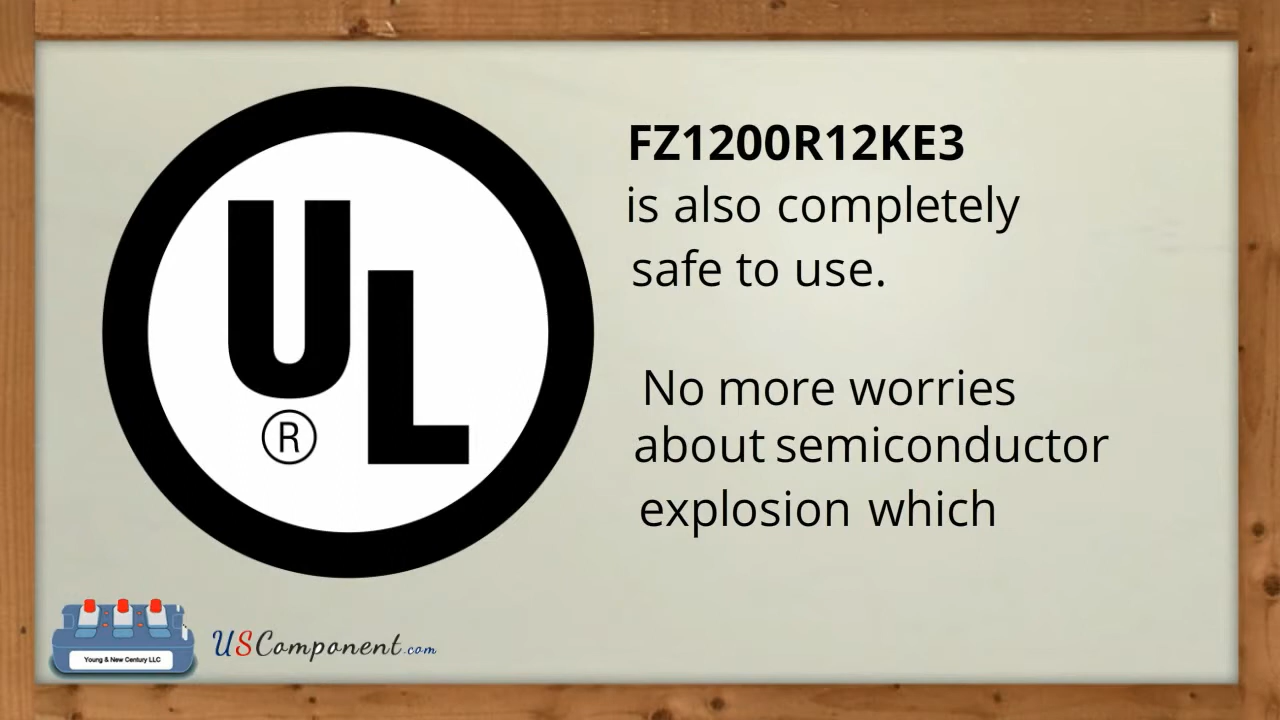 UL
®
FZ1200R12KE3
is also completely
safe to use.
No more worries
about semiconductor
explosion which
Young & New Century LLC
USComponent.com